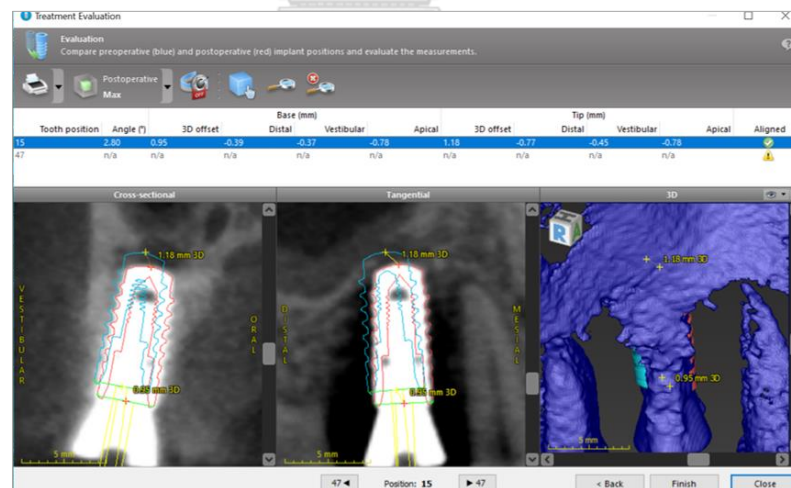 Treatment Evaluation
Evaluation
Compare preoperative (blue) and postoperative (red) implant positions and evaluate the measurements.
Postoperative
Max
OFF
Base (mm) Tip (mm)
Tooth position Angle (°) 3D offset Distal Vestibular Apical 3D offset Distal Vestibular Apical Aligned
15 2.80 0.95 -0.39 -0.37 -0.78 1.18 -0.77 -0.45 -0.78
47 n/a n/a n/a n/a n/a n/a n/a n/a n/a
Cross-sectional Tangential 3D
1.18 mm 3D
VESTIBULAR
ORAL
0.95 mm 3D
5 mm
1.18 mm 3D
DISTAL
MESIAL
0.95 mm 3D
5 mm
H
R
A
1.18 mm 3D
0.95 mm 3D
5 mm
47 Position: 15 47 < Back Finish Close